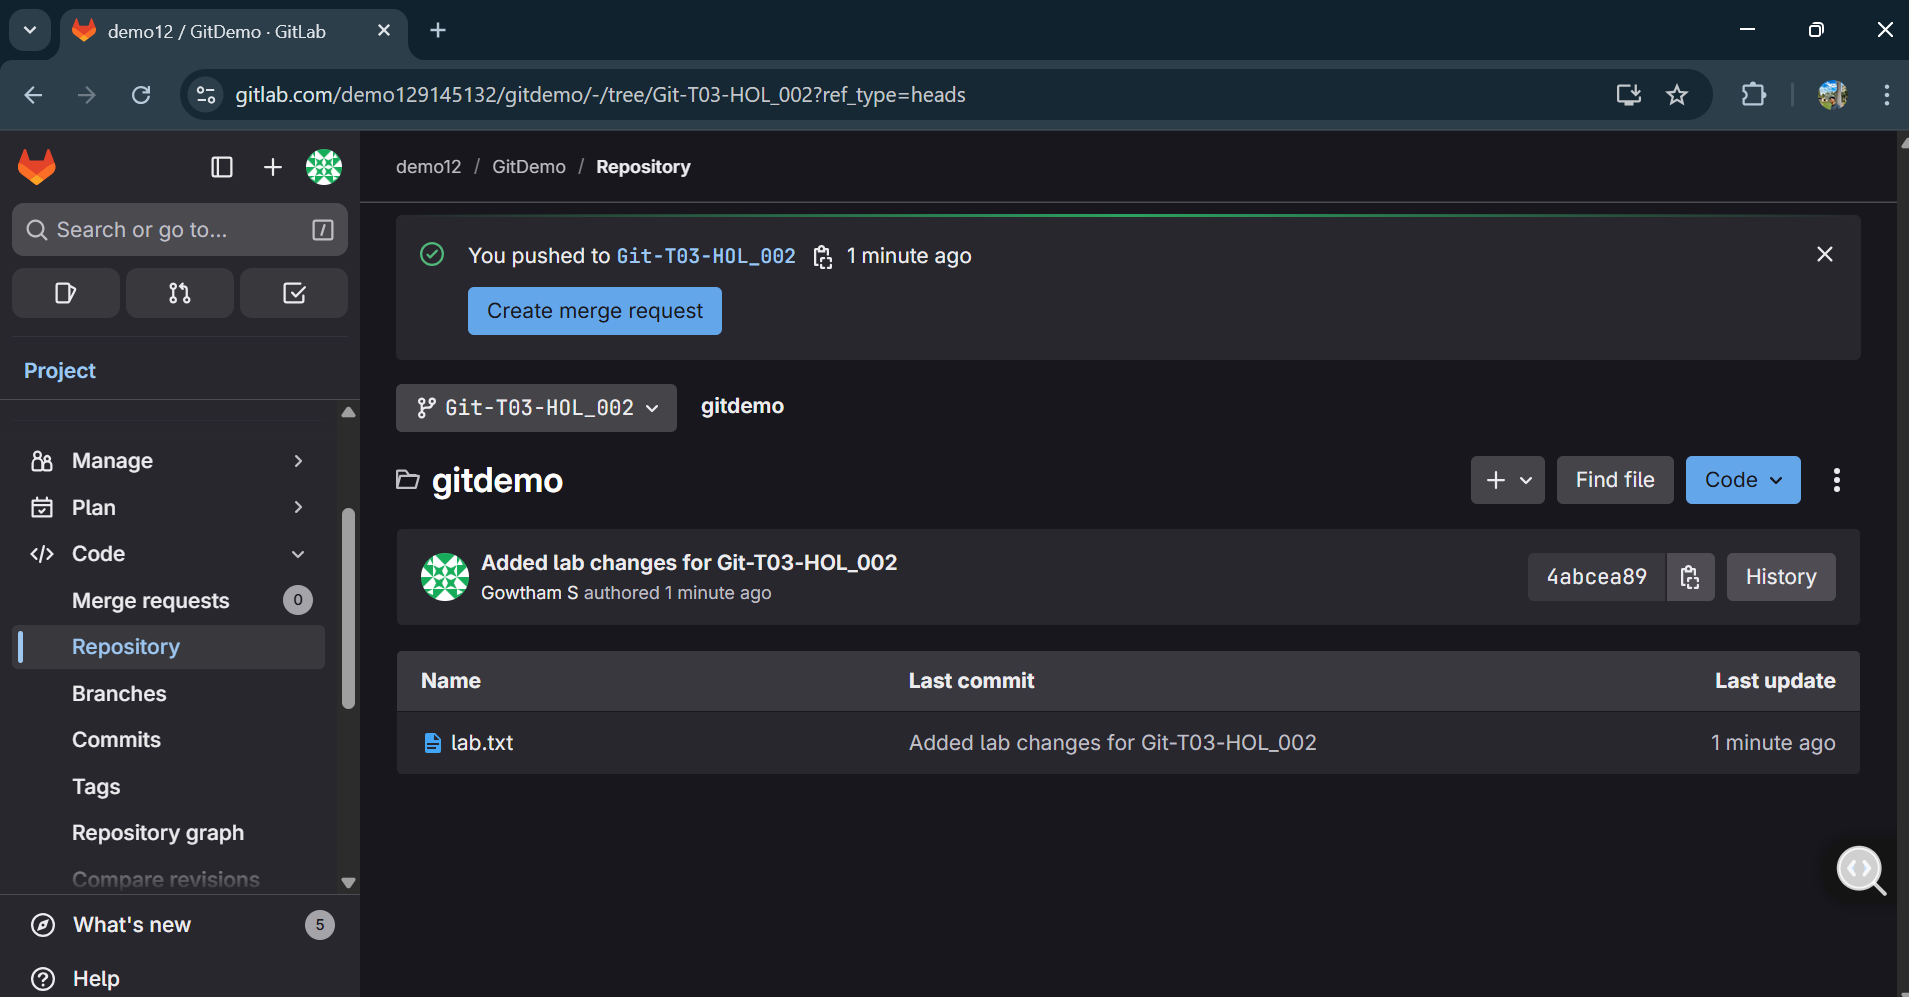 demo12 / GitDemo · GitLab
gitlab.com/demo129145132/gitdemo/-/tree/Git-T03-HOL_002?ref_type=heads
demo12 / GitDemo / Repository
Search or go to... /
You pushed to Git-T03-HOL_002 1 minute ago
Create merge request
Project
Git-T03-HOL_002 gitdemo
Manage
Plan
Code
Merge requests 0
Repository
Branches
Commits
Tags
Repository graph
Compare revisions
What's new 5
Help
gitdemo
Find file
Code
Added lab changes for Git-T03-HOL_002
Gowtham S authored 1 minute ago
4abcea89
History
Name Last commit Last update
lab.txt Added lab changes for Git-T03-HOL_002 1 minute ago